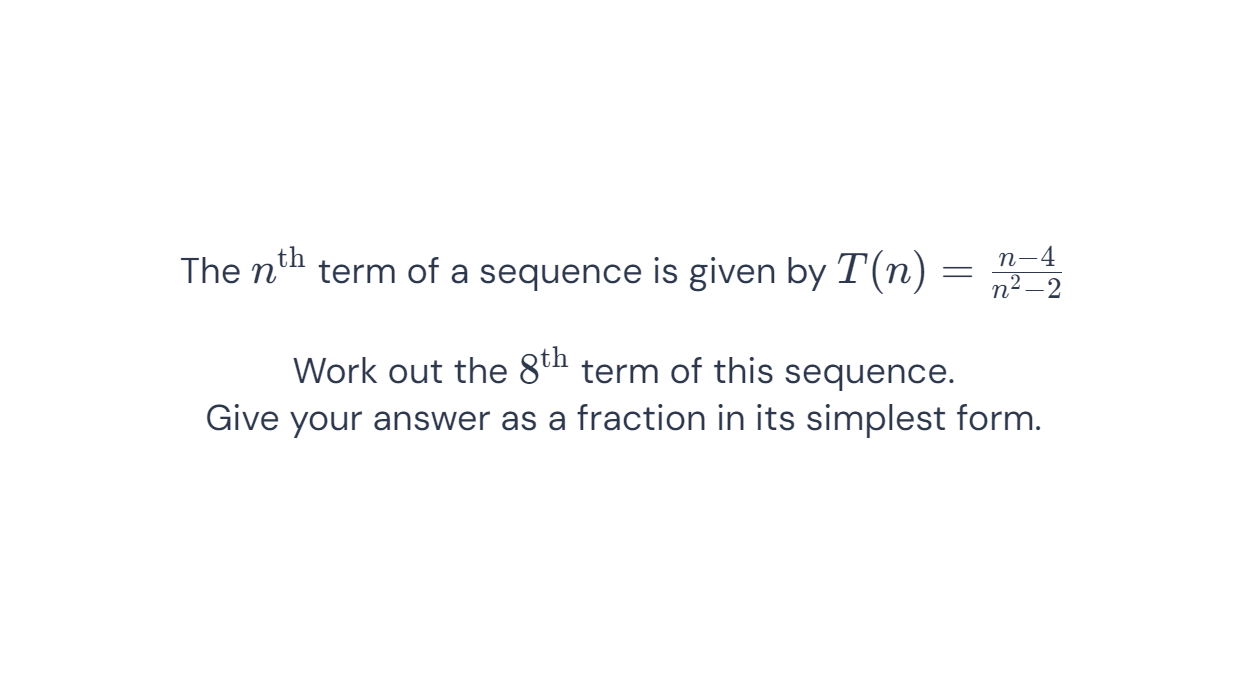 The $n^{\text{th}}$ term of a sequence is given by $T(n) = \frac{n-4}{n^2-2}$
Work out the $8^{\text{th}}$ term of this sequence.
Give your answer as a fraction in its simplest form.